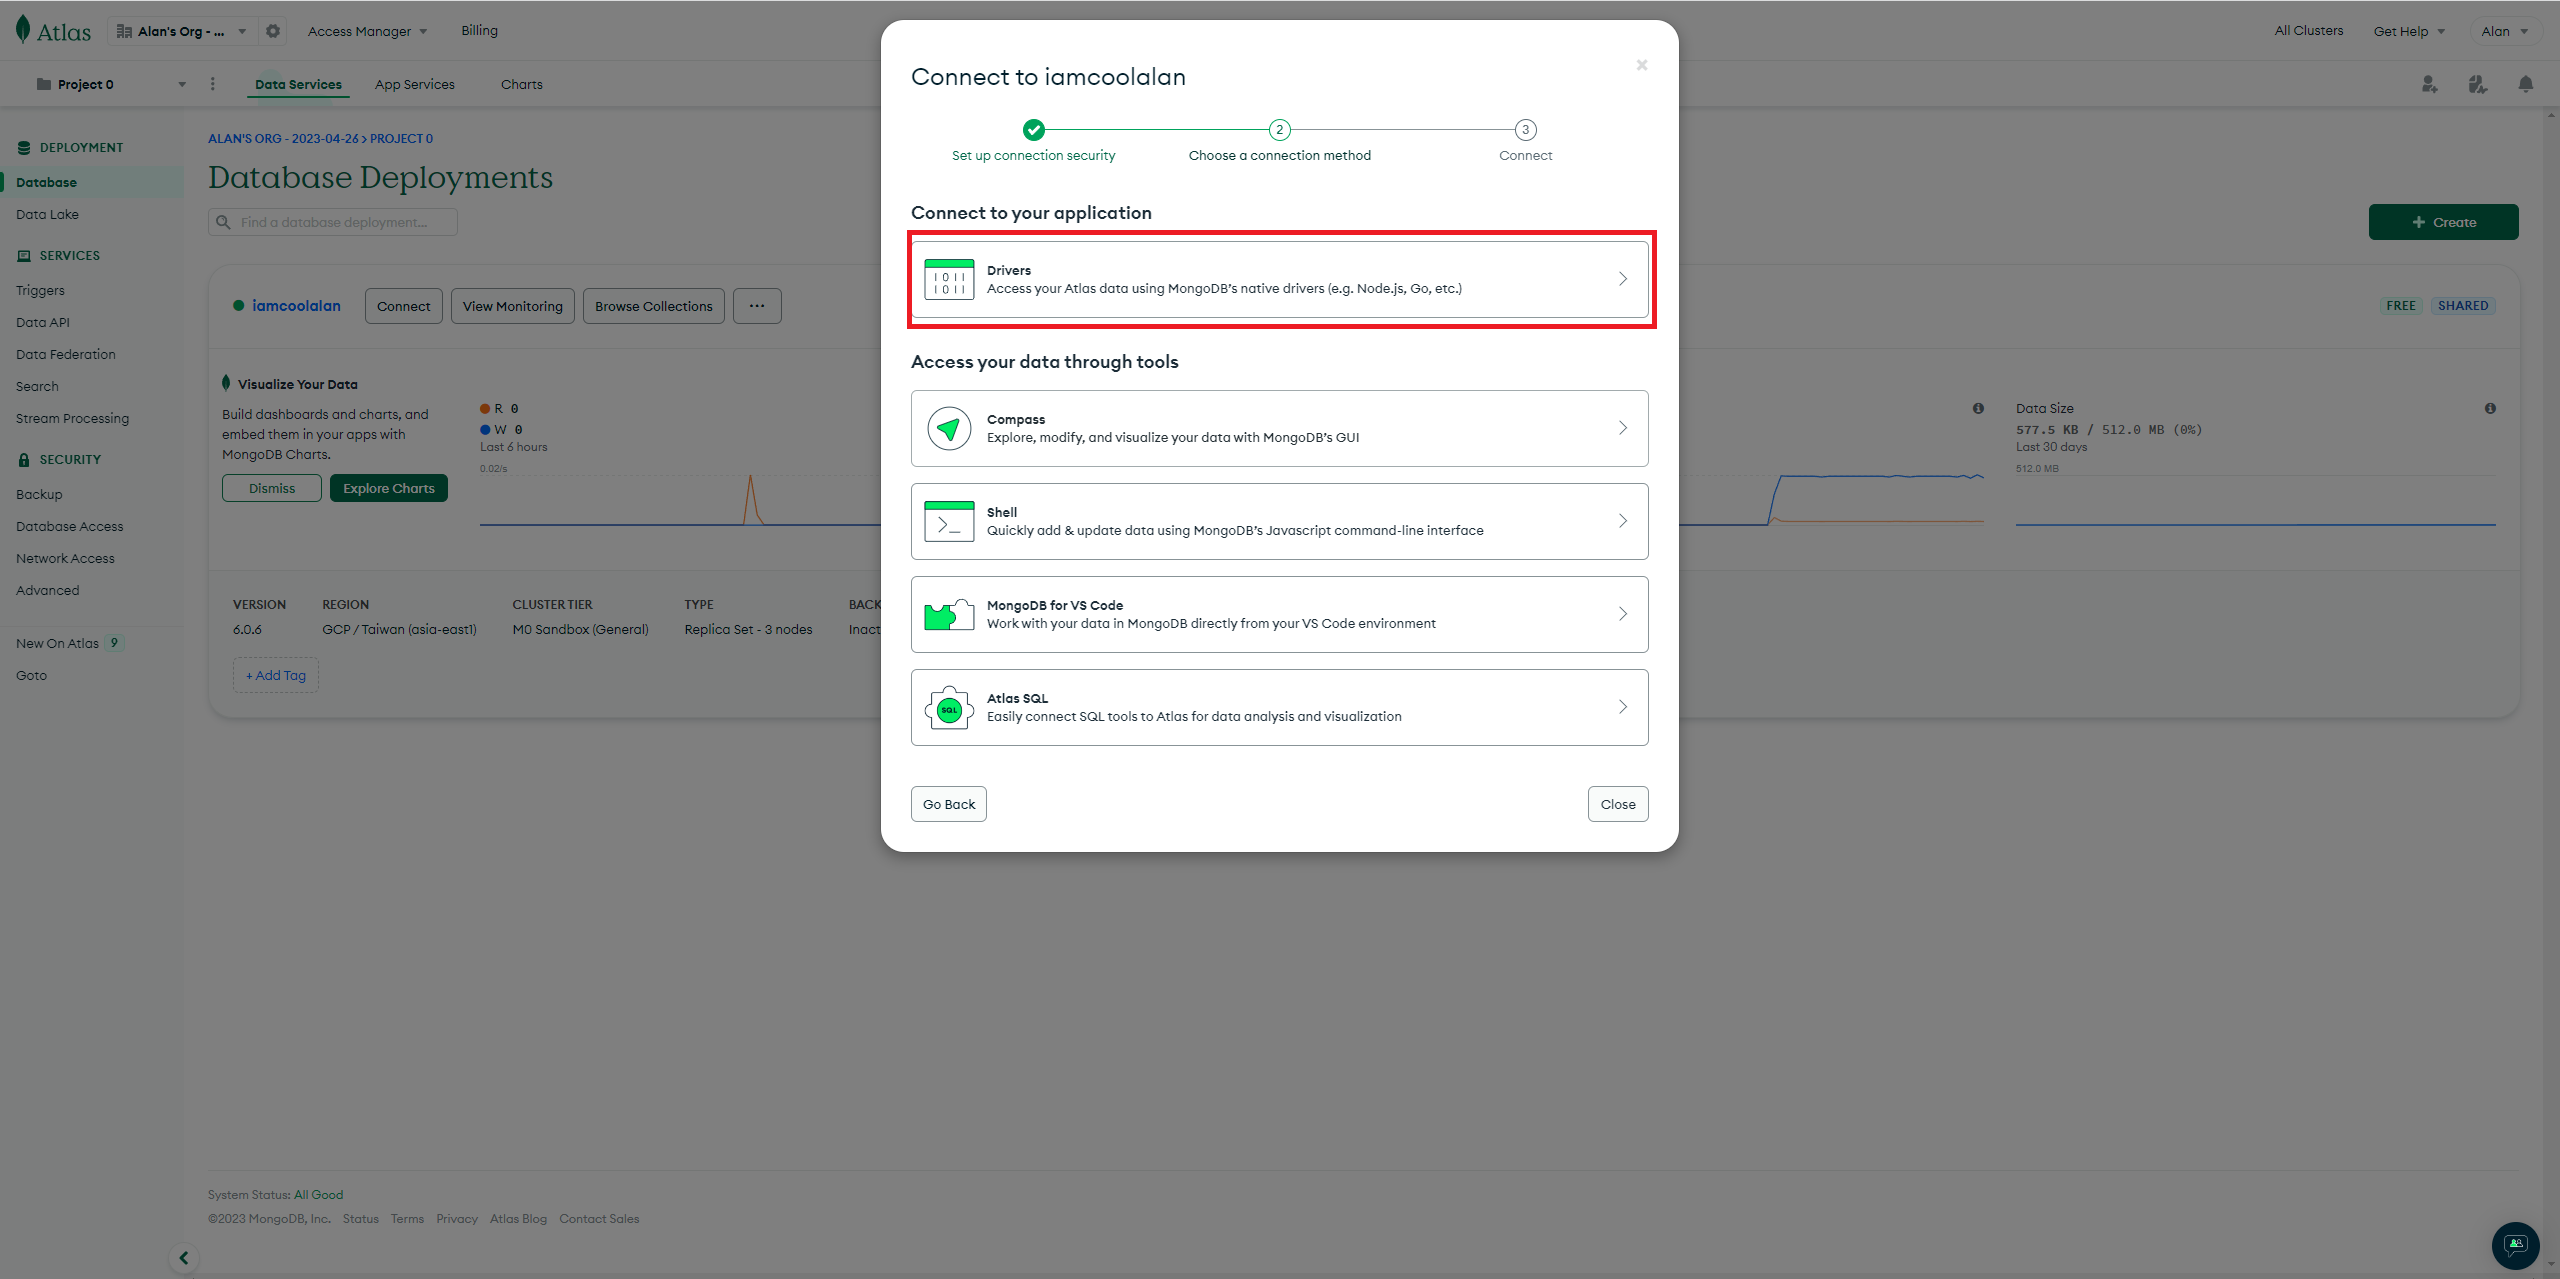 Atlas
Alan's Org - ...
Access Manager
Billing
All Clusters
Get Help
Alan
Project 0
Data Services
App Services
Charts
DEPLOYMENT
Database
Data Lake
SERVICES
Triggers
Data API
Data Federation
Search
Stream Processing
SECURITY
Backup
Database Access
Network Access
Advanced
New On Atlas 9
Goto
ALAN'S ORG - 2023-04-26 > PROJECT 0
Database Deployments
Find a database deployment...
+ Create
iamcoolalan
Connect
View Monitoring
Browse Collections
...
FREE
SHARED
Visualize Your Data
Build dashboards and charts, and
embed them in your apps with
MongoDB Charts.
Dismiss
Explore Charts
R 0
W 0
Last 6 hours
0.02/s
Data Size
577.5 KB / 512.0 MB (0%)
Last 30 days
512.0 MB
VERSION
6.0.6
REGION
GCP / Taiwan (asia-east1)
CLUSTER TIER
M0 Sandbox (General)
TYPE
Replica Set - 3 nodes
BACK
Inact
+ Add Tag
Connect to iamcoolalan
Set up connection security
2
Choose a connection method
3
Connect
Connect to your application
1011
1011
Drivers
Access your Atlas data using MongoDB's native drivers (e.g. Node.js, Go, etc.)
Access your data through tools
Compass
Explore, modify, and visualize your data with MongoDB's GUI
Shell
Quickly add & update data using MongoDB's Javascript command-line interface
MongoDB for VS Code
Work with your data in MongoDB directly from your VS Code environment
SQL
Atlas SQL
Easily connect SQL tools to Atlas for data analysis and visualization
Go Back
Close
System Status: All Good
©2023 MongoDB, Inc.
Status
Terms
Privacy
Atlas Blog
Contact Sales